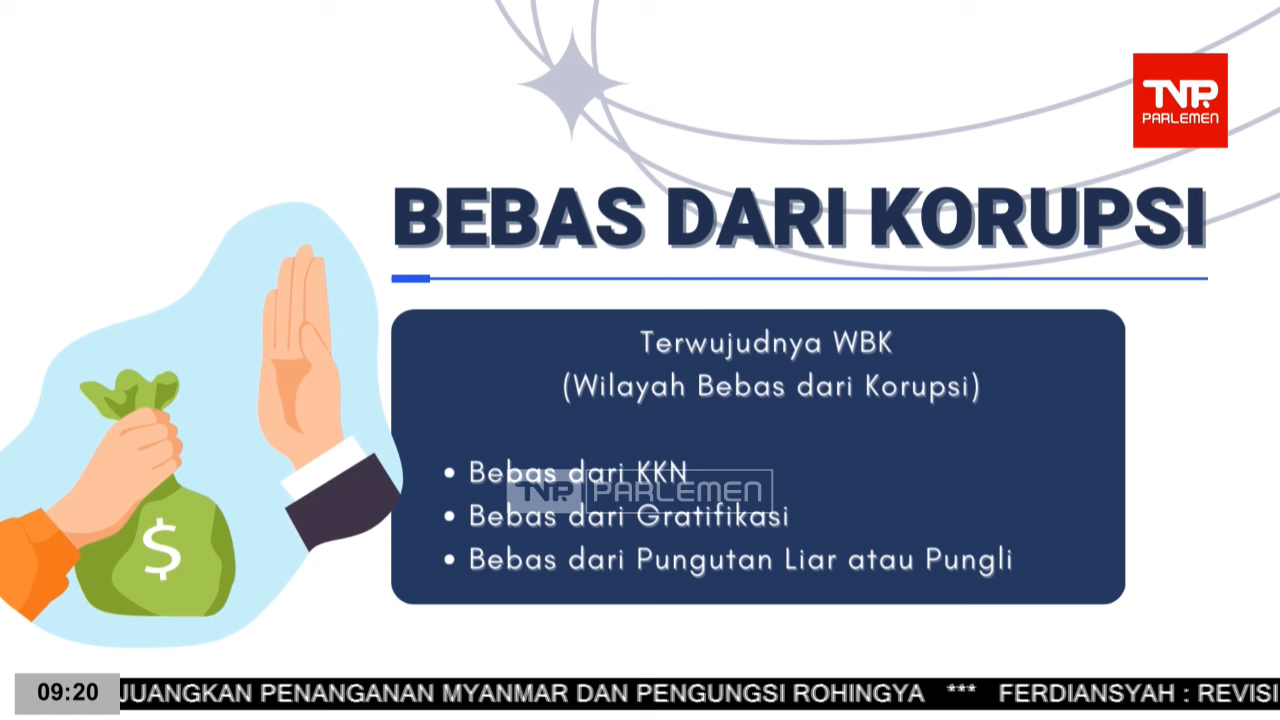 TVR
PARLEMEN
BEBAS DARI KORUPSI
Terwujudnya WBK
(Wilayah Bebas dari Korupsi)
• Bebas dari KKN
TVR PARLEMEN
• Bebas dari Gratifikasi
• Bebas dari Pungutan Liar atau Pungli
$
09:20 JUANGKAN PENANGANAN MYANMAR DAN PENGUNGSI ROHINGYA *** FERDIANSYAH : REVISI